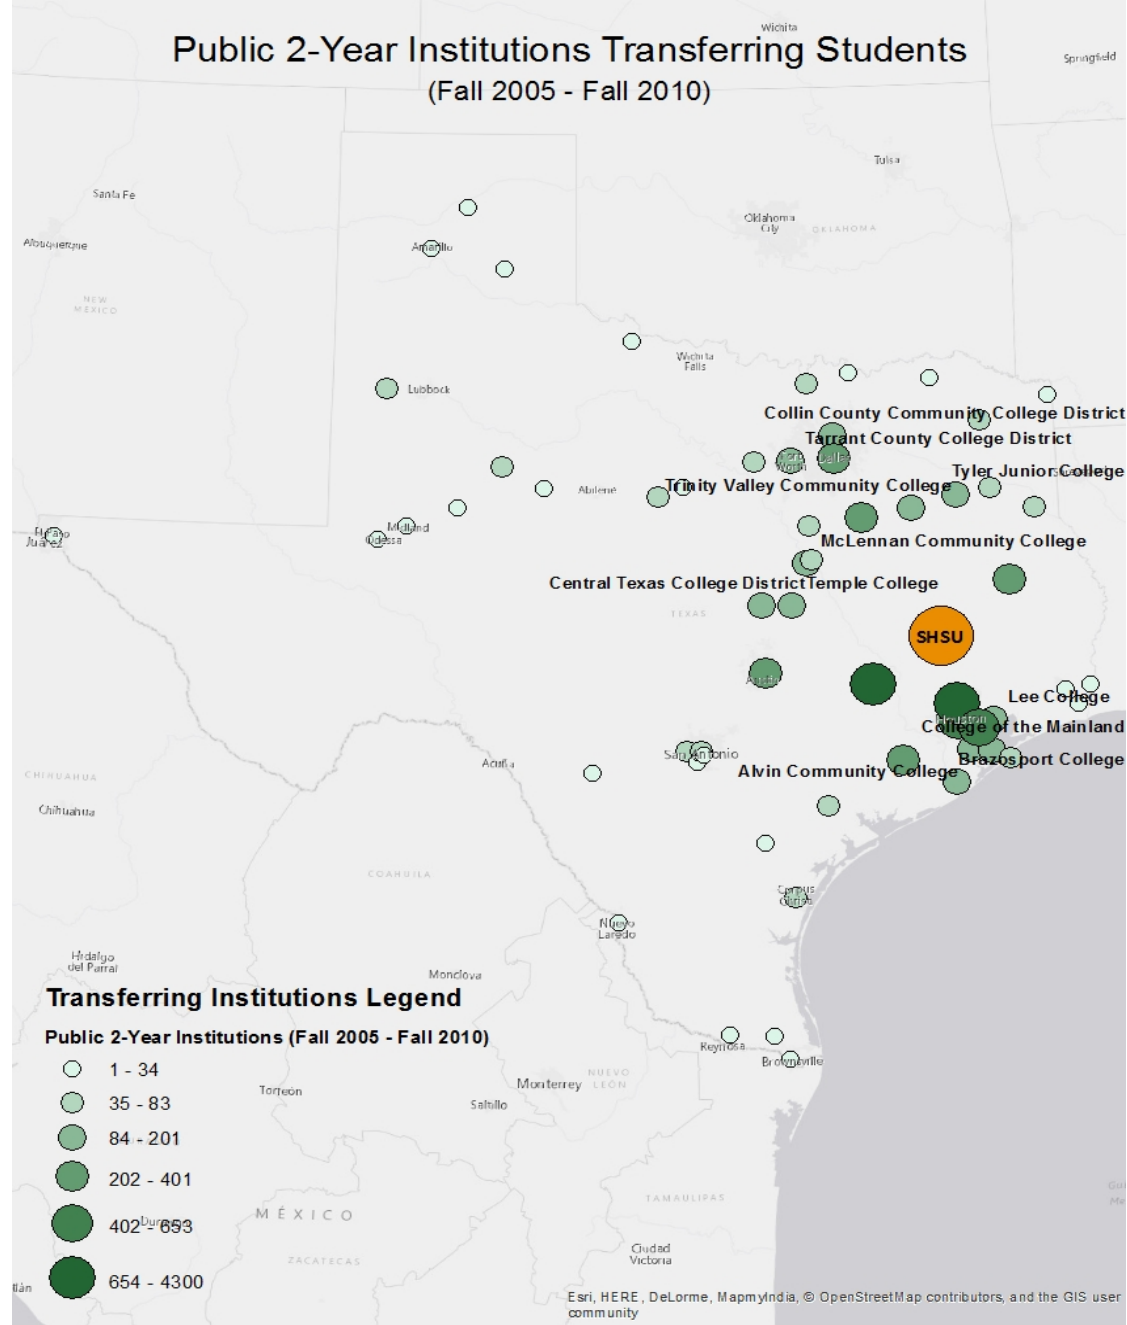 Wichita
Public 2-Year Institutions Transferring Students
Springfield
(Fall 2005 - Fall 2010)
Tulsa
Santa Fe
Oklahoma
City
OKLAHOMA
Albuquerque
Amarillo
NEW
MEXICO
Wichita
Falls
Lubbock
Collin County Community College District
Tarrant County College District
Fort
Worth
Dallas
Tyler Junior College
Trinity Valley Community College
Abilene
Midland
Odessa
El Paso
Juárez
McLennan Community College
Central Texas College District
Temple College
TEXAS
SHSU
Austin
Lee College
Houston
College of the Mainland
San Antonio
Brazosport College
Acuña
Alvin Community College
CHIHUAHUA
Chihuahua
COAHUILA
Corpus
Christi
Nuevo
Laredo
Hidalgo
del Parral
Monclova
Transferring Institutions Legend
Public 2-Year Institutions (Fall 2005 - Fall 2010)
Reynosa
Brownsville
1 - 34
NUEVO
LEÓN
Monterrey
Torreón
35 - 83
Saltillo
84 - 201
202 - 401
TAMAULIPAS
MÉXICO
402 - 653
Ciudad
Victoria
ZACATECAS
654 - 4300
Esri, HERE, DeLorme, MapmyIndia, © OpenStreetMap contributors, and the GIS user
community